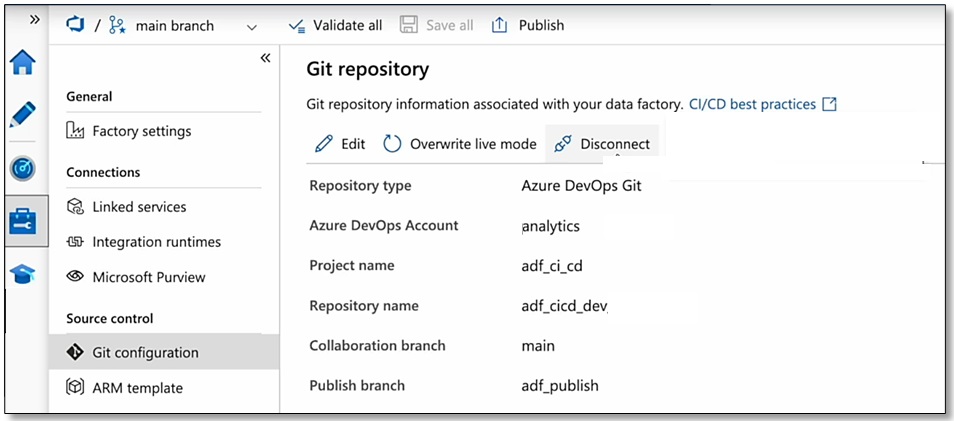 » / main branch Validate all Save all Publish
«
General
Factory settings
Connections
Linked services
Integration runtimes
Microsoft Purview
Source control
Git configuration
ARM template
Git repository
Git repository information associated with your data factory. CI/CD best practices
Edit Overwrite live mode Disconnect
Repository type Azure DevOps Git
Azure DevOps Account analytics
Project name adf_ci_cd
Repository name adf_cicd_dev
Collaboration branch main
Publish branch adf_publish